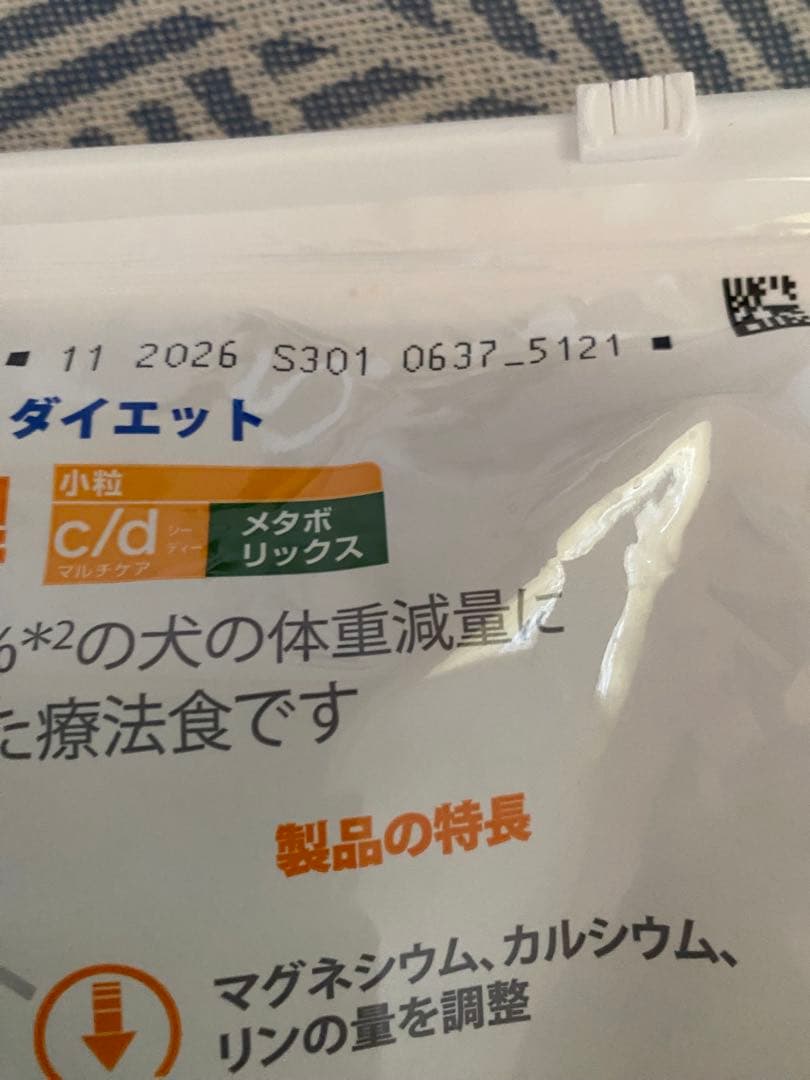 11 2026 S301 0637_5121
ダイエット
小粒
c/d シー ティー
マルチケア
メタボ
リックス
%*2の犬の体重減量に
た療法食です
製品の特長
マグネシウム、カルシウム、
リンの量を調整